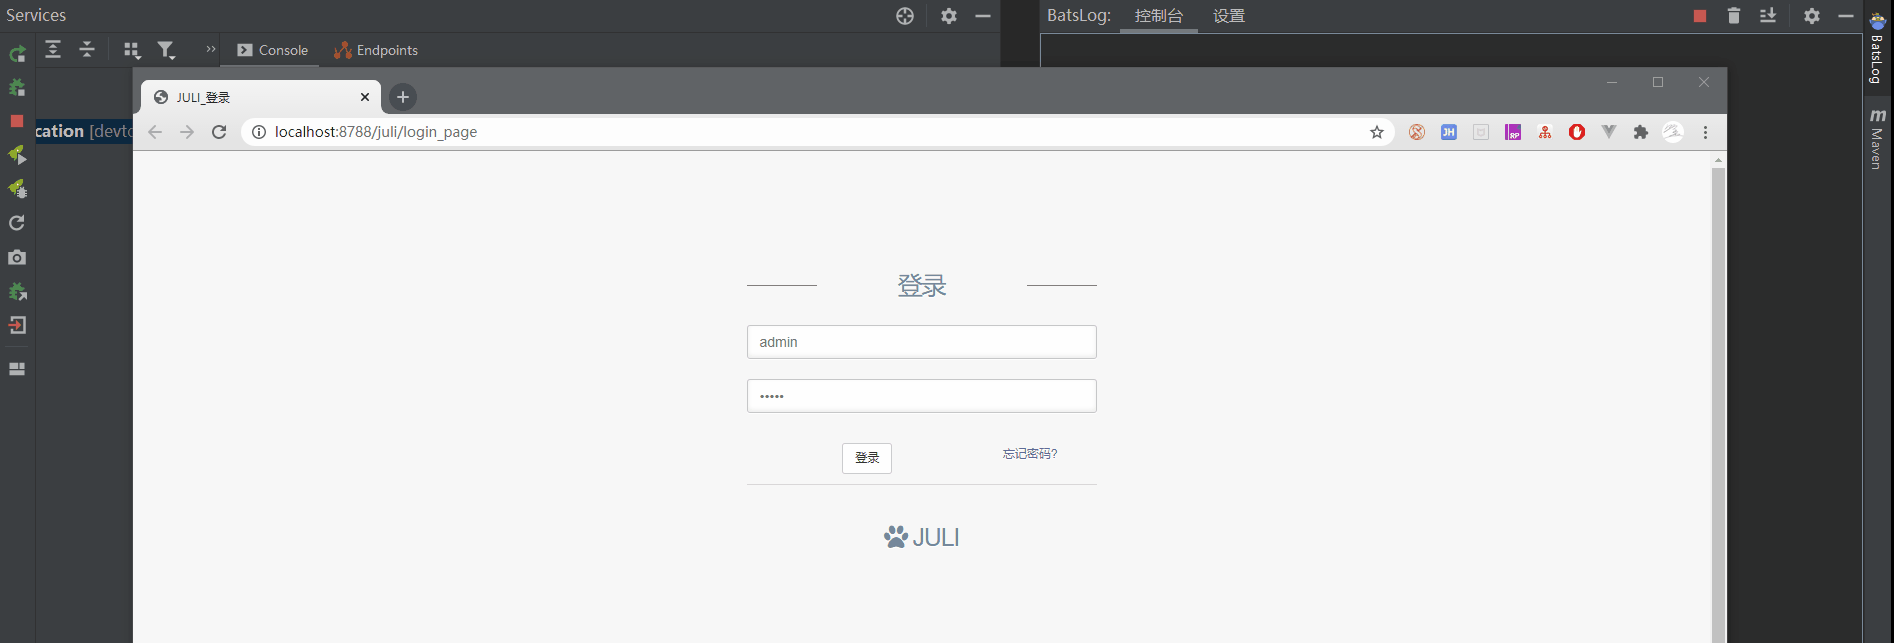 Services
BatsLog: 控制台 设置
Console Endpoints
BatsLog
Maven
JULI_登录
localhost:8788/juli/login_page
JH
RP
cation [devto
登录
admin
•••••
登录 忘记密码?
JULI